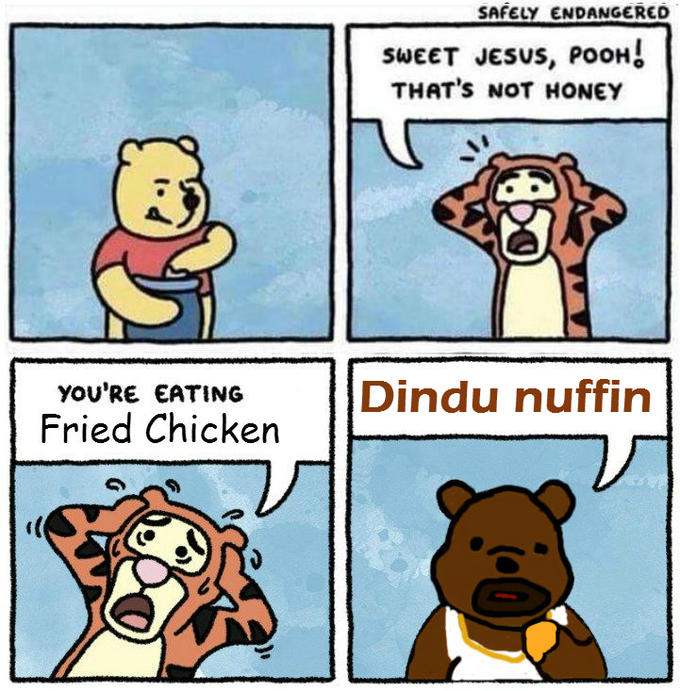 SAFELY ENDANGERED
SWEET JESUS, POOH!
THAT'S NOT HONEY
YOU'RE EATING
Fried Chicken
Dindu nuffin